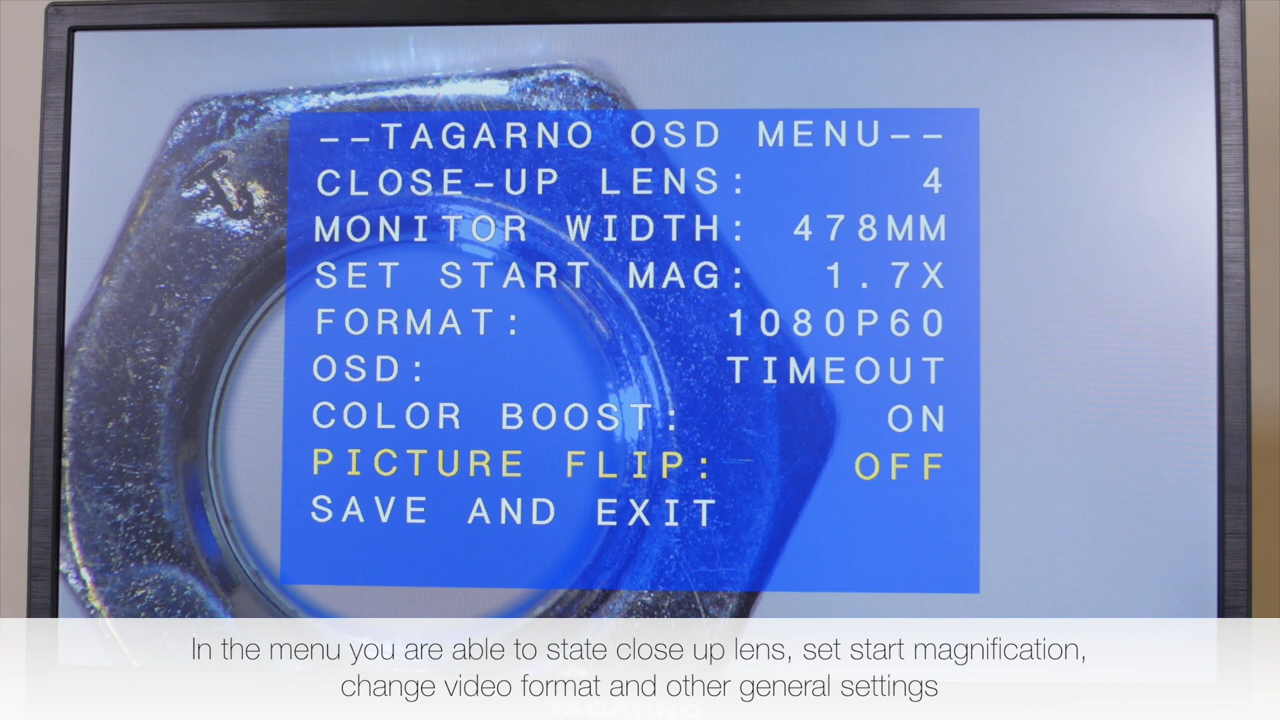 --TAGARNO OSD MENU--
CLOSE-UP LENS: 4
MONITOR WIDTH: 478MM
SET START MAG: 1.7X
FORMAT: 1080P60
OSD: TIMEOUT
COLOR BOOST: ON
PICTURE FLIP: OFF
SAVE AND EXIT
In the menu you are able to state close up lens, set start magnification,
change video format and other general settings
TAGARNO